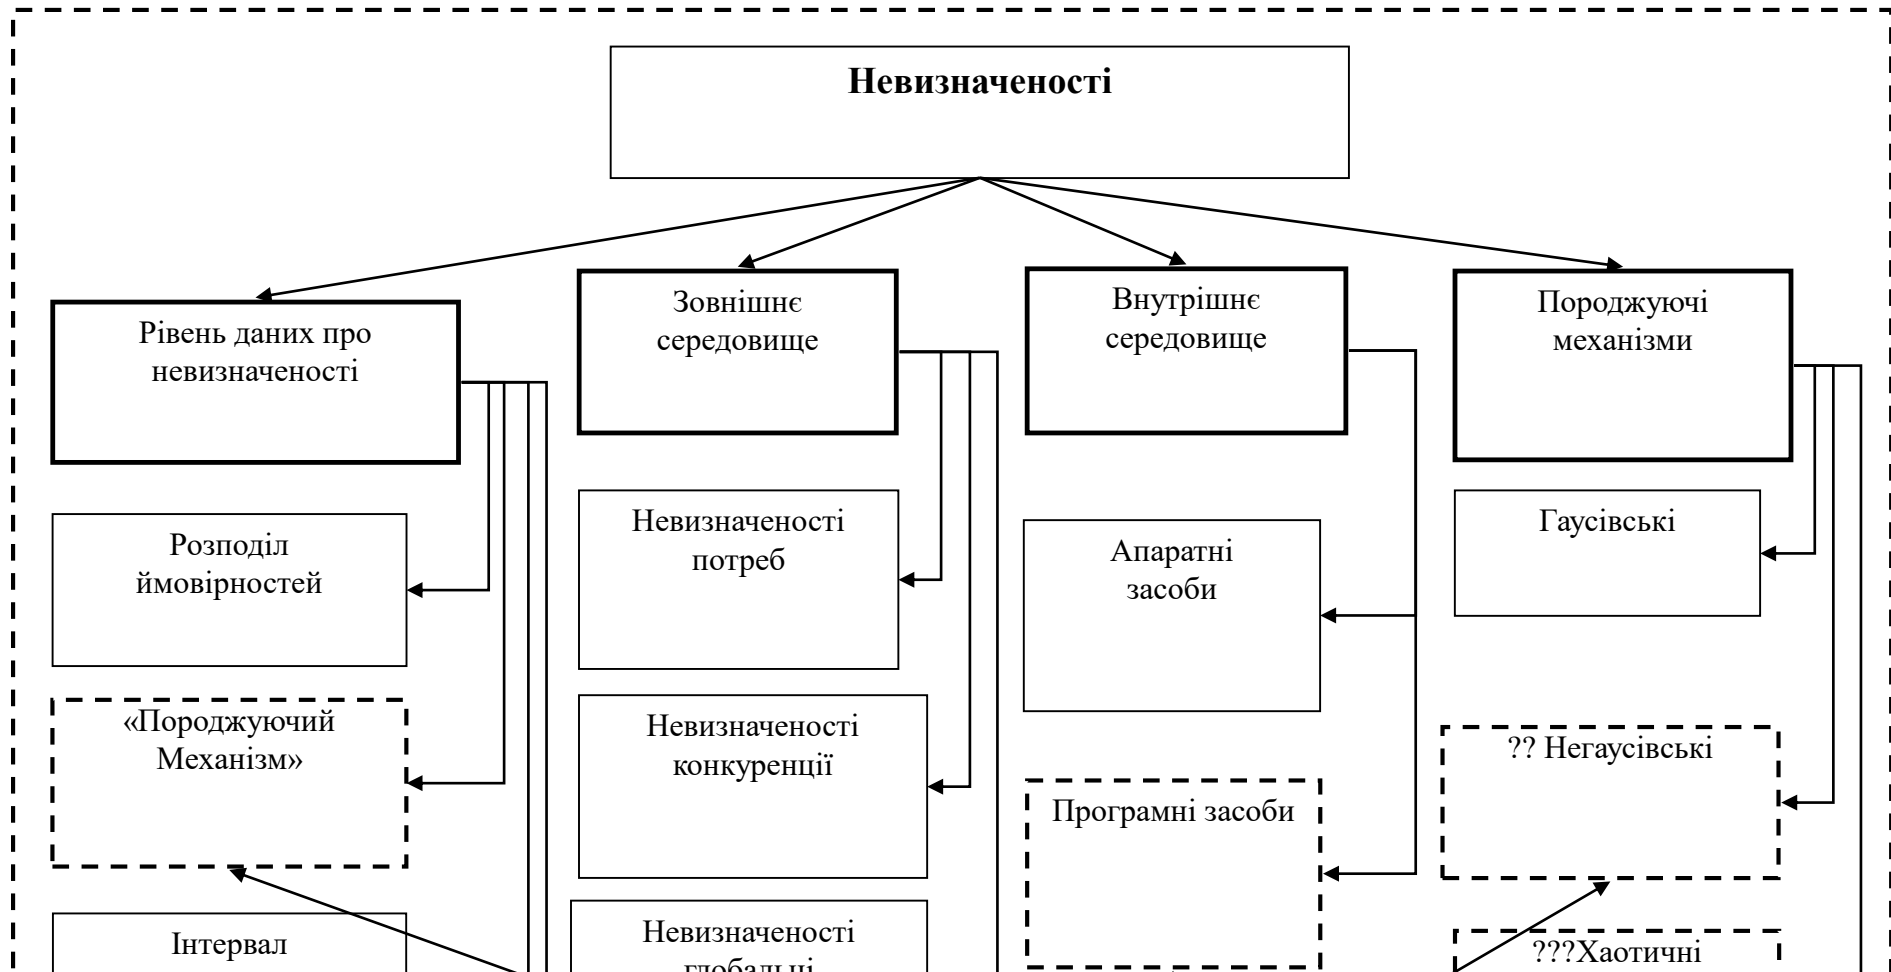 Невизначеності
Рівень даних про
невизначеності
Зовнішнє
середовище
Внутрішнє
середовище
Породжуючі
механізми
Розподіл
ймовірностей
Невизначеності
потреб
Апаратні
засоби
Гаусівські
«Породжуючий
Механізм»
Невизначеності
конкуренції
Програмні засоби
?? Негаусівські
Інтервал
Невизначеності
глобальні
???Хаотичні